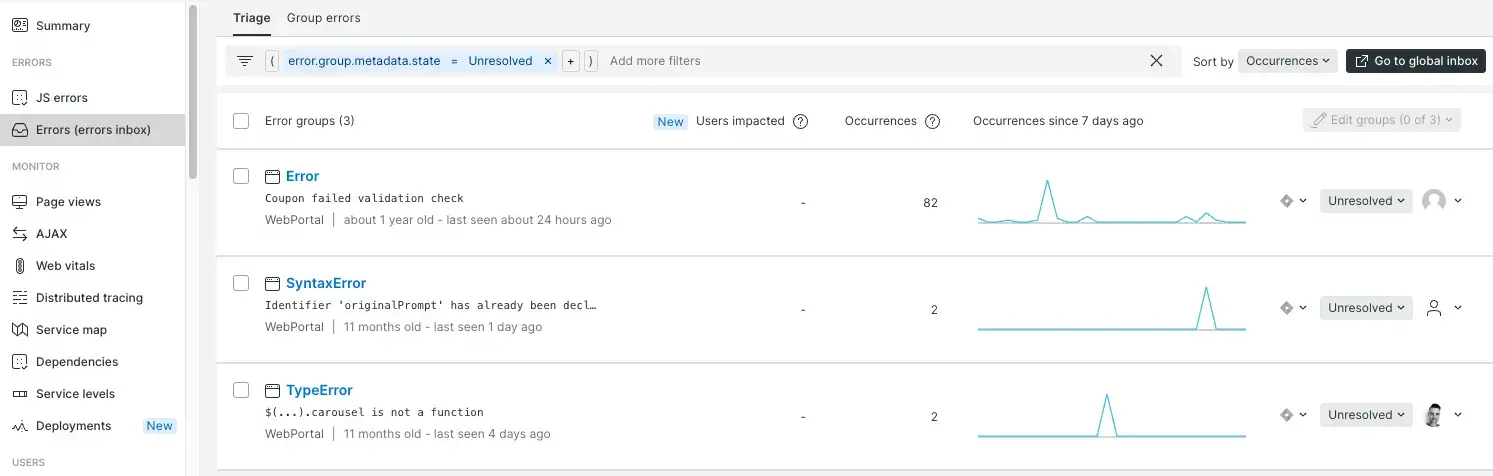 Summary
ERRORS
JS errors
Errors (errors inbox)
MONITOR
Page views
AJAX
Web vitals
Distributed tracing
Service map
Dependencies
Service levels
Deployments New
USERS
Triage Group errors
( error.group.metadata.state = Unresolved × + ) Add more filters Sort by Occurrences Go to global inbox
Error groups (3) New Users impacted ? Occurrences ? Occurrences since 7 days ago Edit groups (0 of 3)
Error
Coupon failed validation check - 82 Unresolved
WebPortal | about 1 year old - last seen about 24 hours ago
SyntaxError
Identifier 'originalPrompt' has already been decl… - 2 Unresolved
WebPortal | 11 months old - last seen 1 day ago
TypeError
$(...).carousel is not a function - 2 Unresolved
WebPortal | 11 months old - last seen 4 days ago